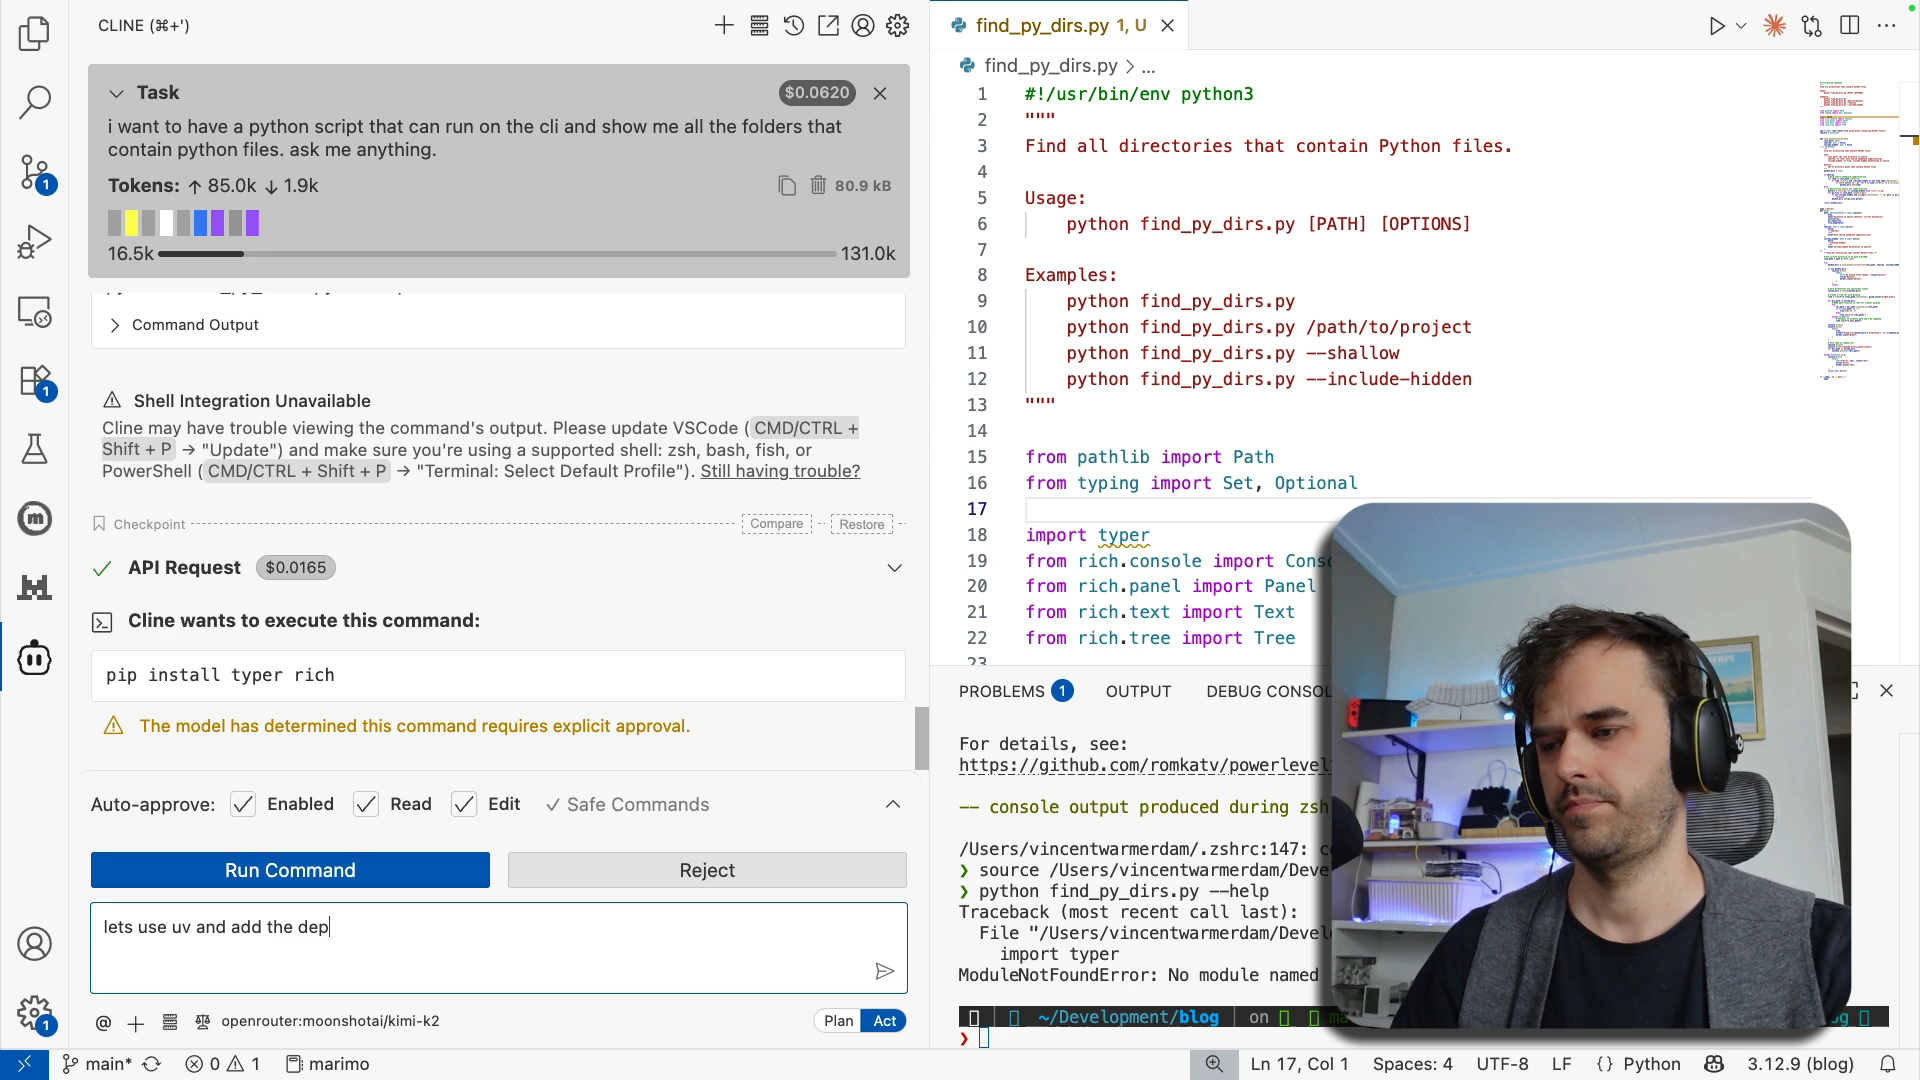 CLINE (⌘+')
Task
$0.0620
i want to have a python script that can run on the cli and show me all the folders that
contain python files. ask me anything.
Tokens: ↑ 85.0k ↓ 1.9k
80.9 kB
16.5k
131.0k
Command Output
Shell Integration Unavailable
Cline may have trouble viewing the command's output. Please update VSCode ( CMD/CTRL +
Shift + P → "Update") and make sure you're using a supported shell: zsh, bash, fish, or
PowerShell ( CMD/CTRL + Shift + P → "Terminal: Select Default Profile"). Still having trouble?
Checkpoint
Compare
Restore
API Request
$0.0165
Cline wants to execute this command:
pip install typer rich
The model has determined this command requires explicit approval.
Auto-approve:
Enabled
Read
Edit
✓ Safe Commands
Run Command
Reject
lets use uv and add the dep
@
openrouter:moonshotai/kimi-k2
Plan
Act
1
1
1
find_py_dirs.py 1, U
find_py_dirs.py > ...
1 #!/usr/bin/env python3
2 """
3 Find all directories that contain Python files.
4
5 Usage:
6 python find_py_dirs.py [PATH] [OPTIONS]
7
8 Examples:
9 python find_py_dirs.py
10 python find_py_dirs.py /path/to/project
11 python find_py_dirs.py --shallow
12 python find_py_dirs.py --include-hidden
13 """
14
15 from pathlib import Path
16 from typing import Set, Optional
17
18 import typer
19 from rich.console import Conso
20 from rich.panel import Panel
21 from rich.text import Text
22 from rich.tree import Tree
23
PROBLEMS 1
OUTPUT
DEBUG CONSOL
For details, see:
https://github.com/romkatv/powerlevel
-- console output produced during zsh
/Users/vincentwarmerdam/.zshrc:147: c
❯ source /Users/vincentwarmerdam/Deve
❯ python find_py_dirs.py --help
Traceback (most recent call last):
File "/Users/vincentwarmerdam/Devel
import typer
ModuleNotFoundError: No module named
~/Development/blog
on
ma
og
❯
main*
0
1
marimo
Ln 17, Col 1
Spaces: 4
UTF-8
LF
{} Python
3.12.9 (blog)